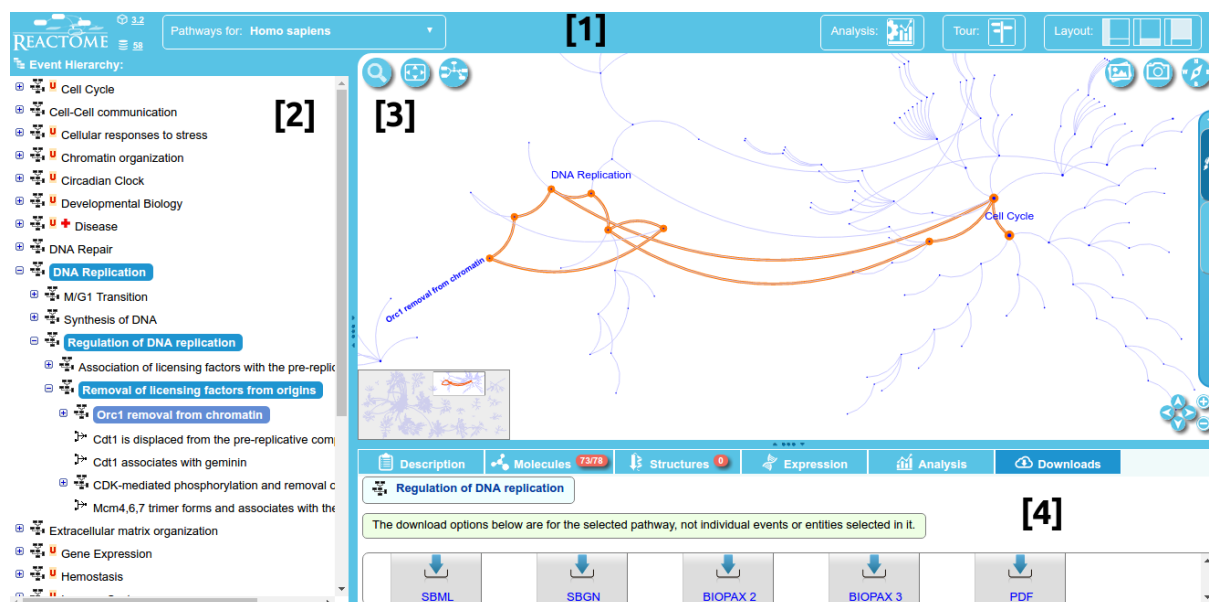 3.2
REACTOME 58
Pathways for: Homo sapiens
[1]
Analysis:
Tour:
Layout:
Event Hierarchy:
U Cell Cycle
Cell-Cell communication
U Cellular responses to stress
U Chromatin organization
U Circadian Clock
U Developmental Biology
U Disease
DNA Repair
DNA Replication
M/G1 Transition
Synthesis of DNA
Regulation of DNA replication
Association of licensing factors with the pre-replic
Removal of licensing factors from origins
Orc1 removal from chromatin
Cdt1 is displaced from the pre-replicative com
Cdt1 associates with geminin
CDK-mediated phosphorylation and removal o
Mcm4,6,7 trimer forms and associates with the
Extracellular matrix organization
U Gene Expression
U Hemostasis
[2]
[3]
DNA Replication
Cell Cycle
Orc1 removal from chromatin
Description
Molecules 73/78
Structures 0
Expression
Analysis
Downloads
Regulation of DNA replication
The download options below are for the selected pathway, not individual events or entities selected in it.
[4]
SBML
SBGN
BIOPAX 2
BIOPAX 3
PDF